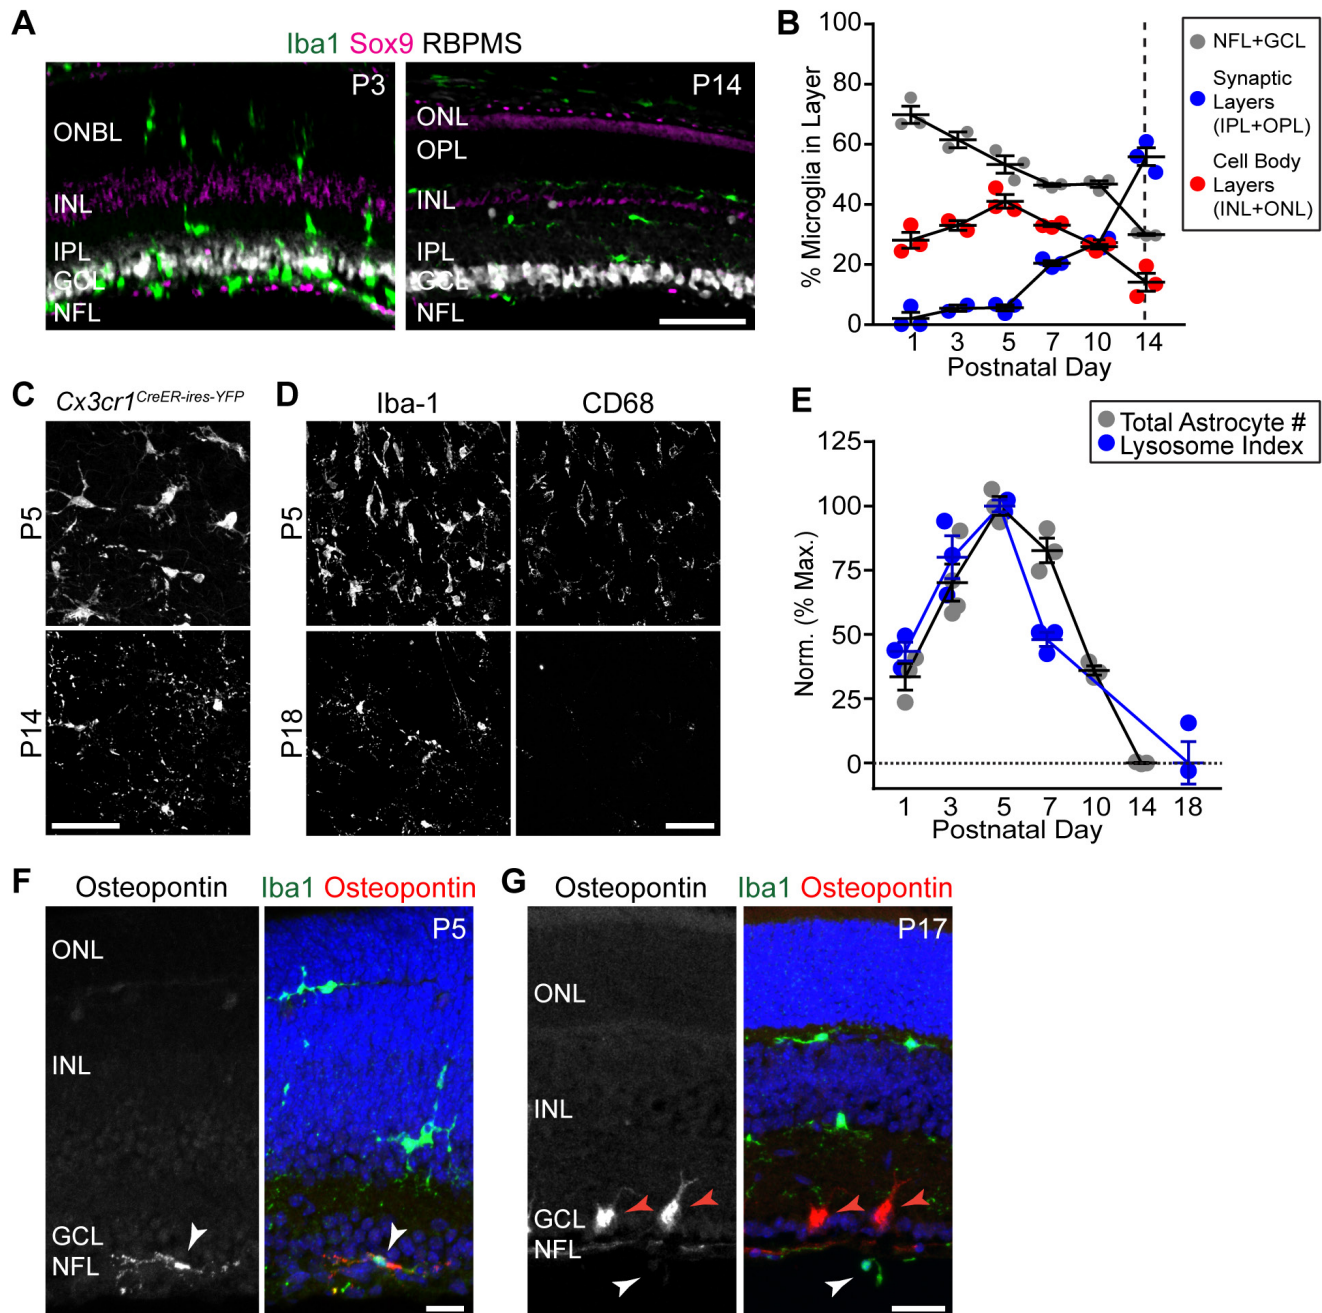 A
Iba1 Sox9 RBPMS
P3
ONBL
INL
IPL
GCL
NFL
P14
ONL
OPL
INL
IPL
GCL
NFL
B
% Microglia in Layer
100
80
60
40
20
0
1 3 5 7 10 14
Postnatal Day
NFL+GCL
Synaptic
Layers
(IPL+OPL)
Cell Body
Layers
(INL+ONL)
C
Cx3cr1CreER-ires-YFP
P5
P14
D
Iba-1 CD68
P5
P18
E
Total Astrocyte #
Lysosome Index
Norm. (% Max.)
125
100
75
50
25
0
1 3 5 7 10 14 18
Postnatal Day
F
Osteopontin Iba1 Osteopontin
P5
ONL
INL
GCL
NFL
G
Osteopontin Iba1 Osteopontin
P17
ONL
INL
GCL
NFL